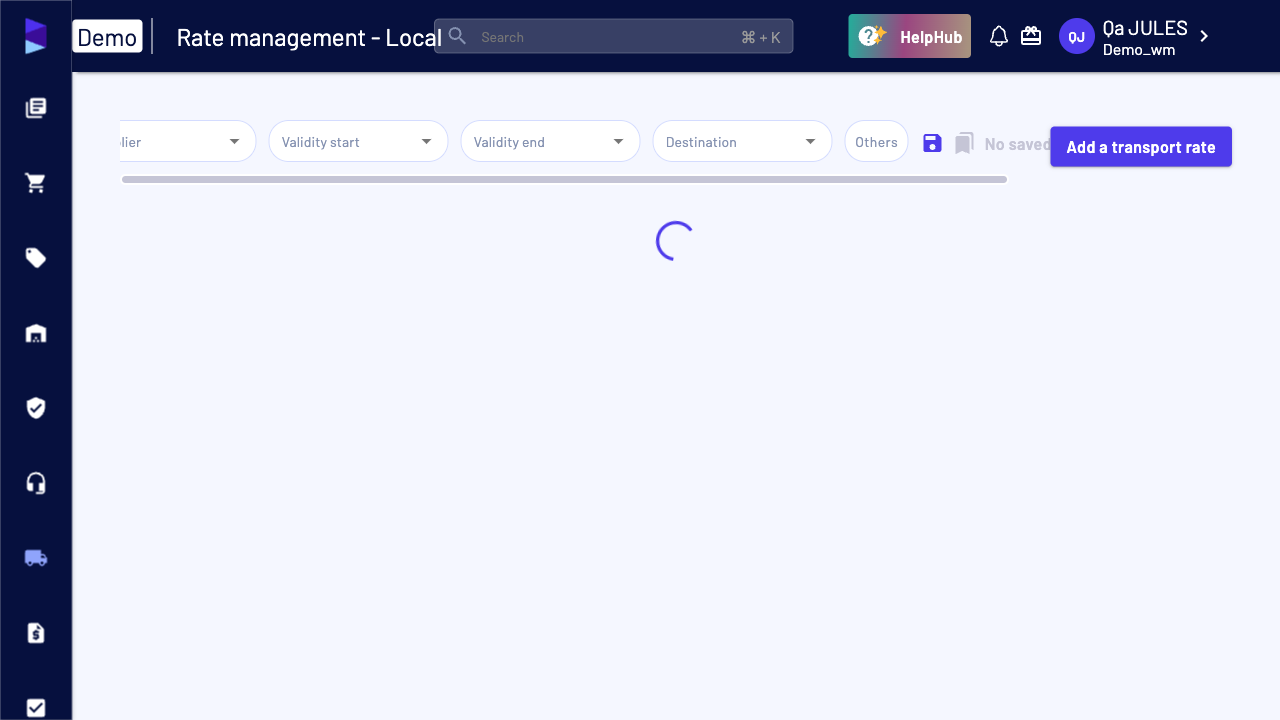 Demo
Rate management - Local
Search
⌘ + K
HelpHub
QJ
Qa JULES
Demo_wm
Validity start
Validity end
Destination
Others
No saved
Add a transport rate